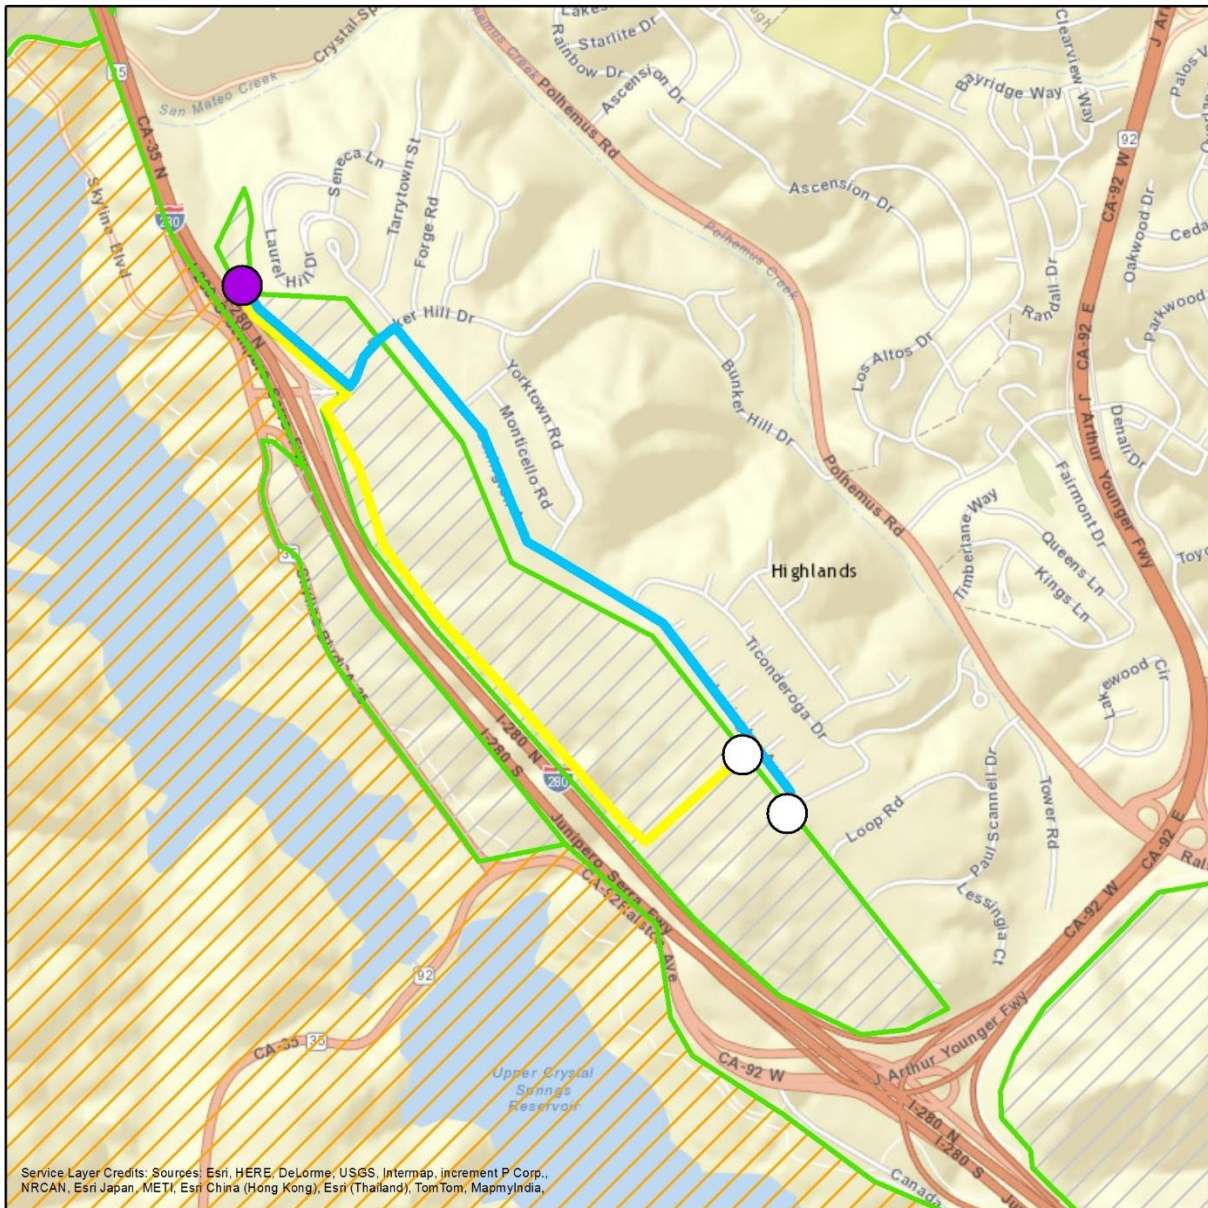 Starlite Dr
Rainbow Dr
Ascension Dr
Polhemus Creek
Polhemus Rd
Crystal
San Mateo Creek
35
CA-35 N
Skyline Blvd
280
Seneca Ln
Tarrytown St
Forge Rd
Laurel Hill Dr
Clearview Way
Bayridge Way
92
CA-92 W
Ascension Dr
Polhemus Creek
Oakwood Dr
Randall Dr
Parkwood
CA-92 E
Los Altos Dr
ker Hill Dr
Bunker Hill Dr
Yorktown Rd
Monticello Rd
J Arthur Younger Fwy
Denali Dr
Fairmont Dr
Polhemus Rd
Timberlane Way
Queens Ln
Kings Ln
Highlands
Ticonderoga Dr
Lakewood Cir
I-280 N
I-280 S
280
Junipero Serra Fwy
Loop Rd
Paul Scannell Dr
Tower Rd
Lessingia Ct
CA-92 E
CA-92 W
Ave
92
CA-35
35
CA-92 W
J Arthur Younger Fwy
Upper Crystal
Springs
Reservoir
I-280 N
I-280 S
Canada
Service Layer Credits: Sources: Esri, HERE, DeLorme, USGS, Intermap, increment P Corp.,
NRCAN, Esri Japan, METI, Esri China (Hong Kong), Esri (Thailand), TomTom, MapmyIndia,